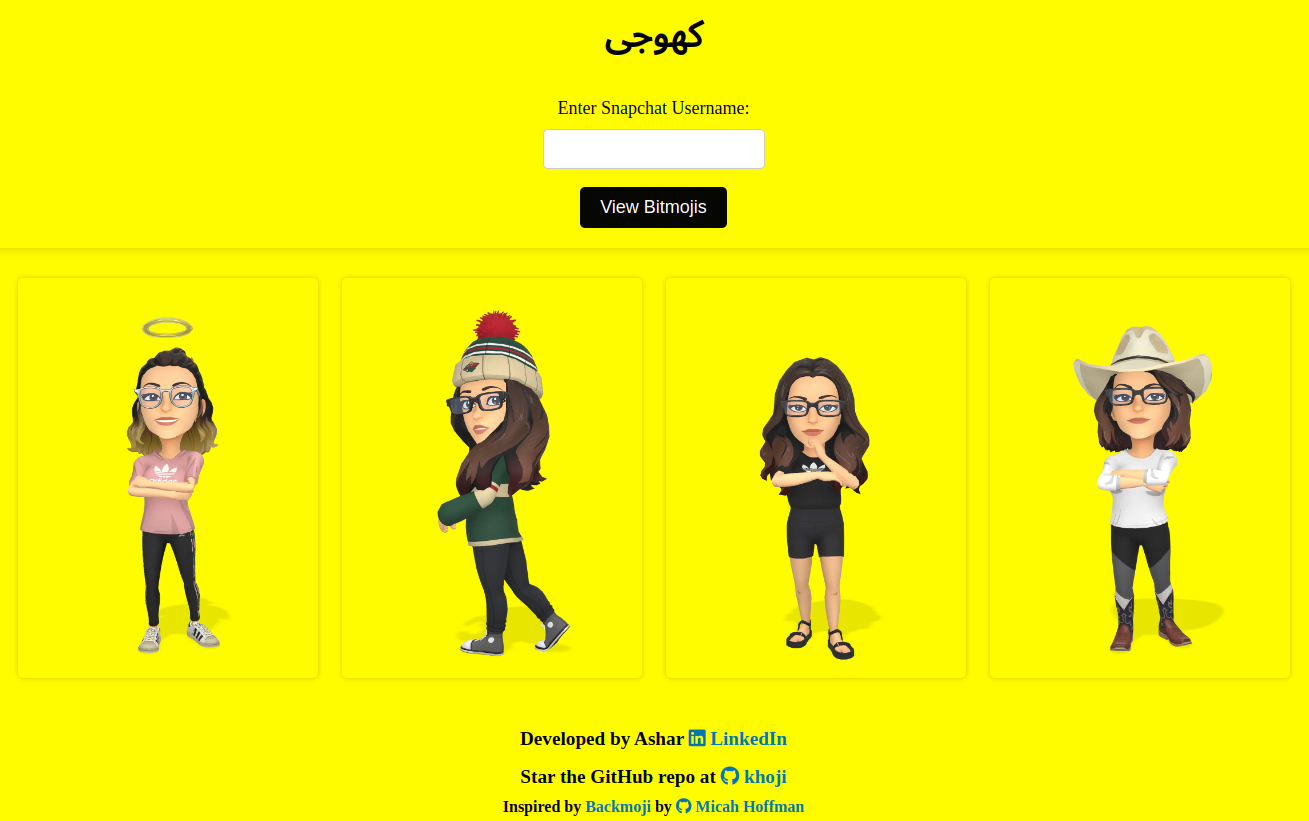 کھوجی
Enter Snapchat Username:
View Bitmojis
Developed by Ashar LinkedIn
Star the GitHub repo at khoji
Inspired by Backmoji by Micah Hoffman